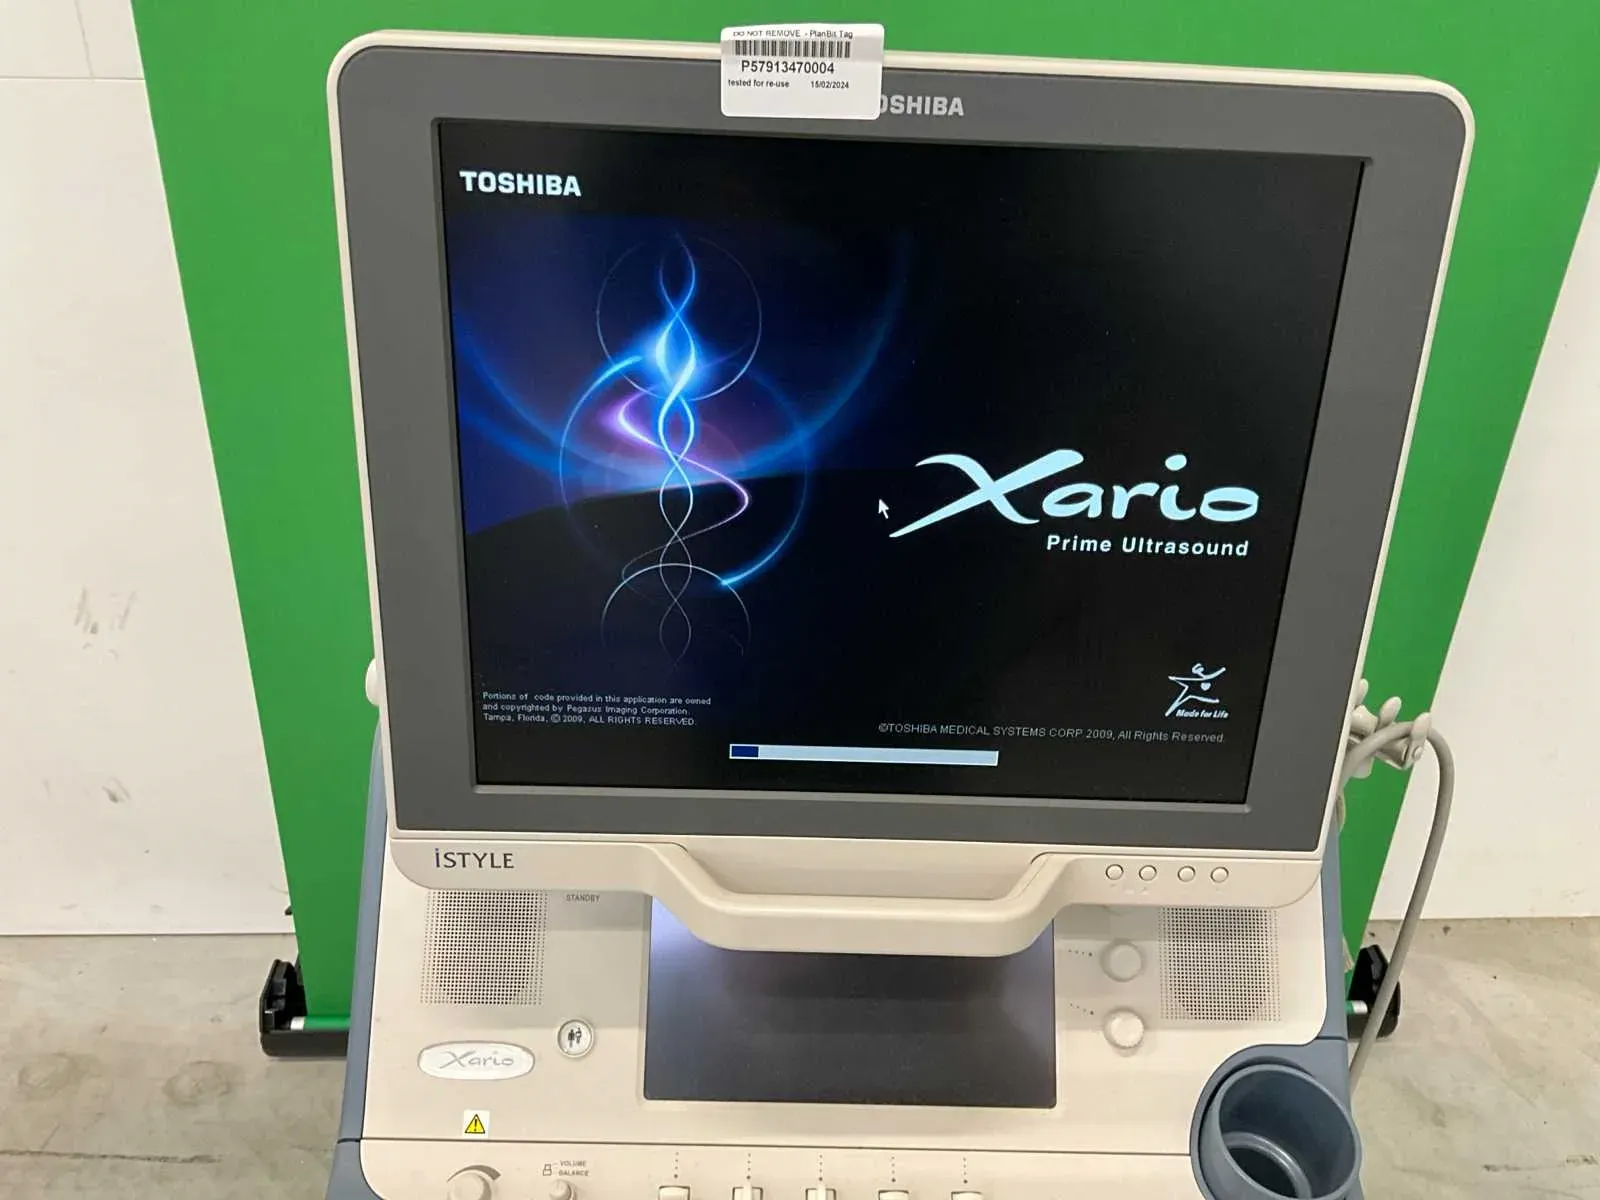 DO NOT REMOVE - PlanBit Tag
P57913470004
tested for re-use 15/02/2024
OSHIBA
TOSHIBA
Xario
Prime Ultrasound
Made for Life
Portions of code provided in this application are owned
and copyrighted by Pegasus Imaging Corporation.
Tampa, Florida, © 2009, ALL RIGHTS RESERVED.
©TOSHIBA MEDICAL SYSTEMS CORP 2009, All Rights Reserved.
iSTYLE
STANDBY
Xario
VOLUME
BALANCE